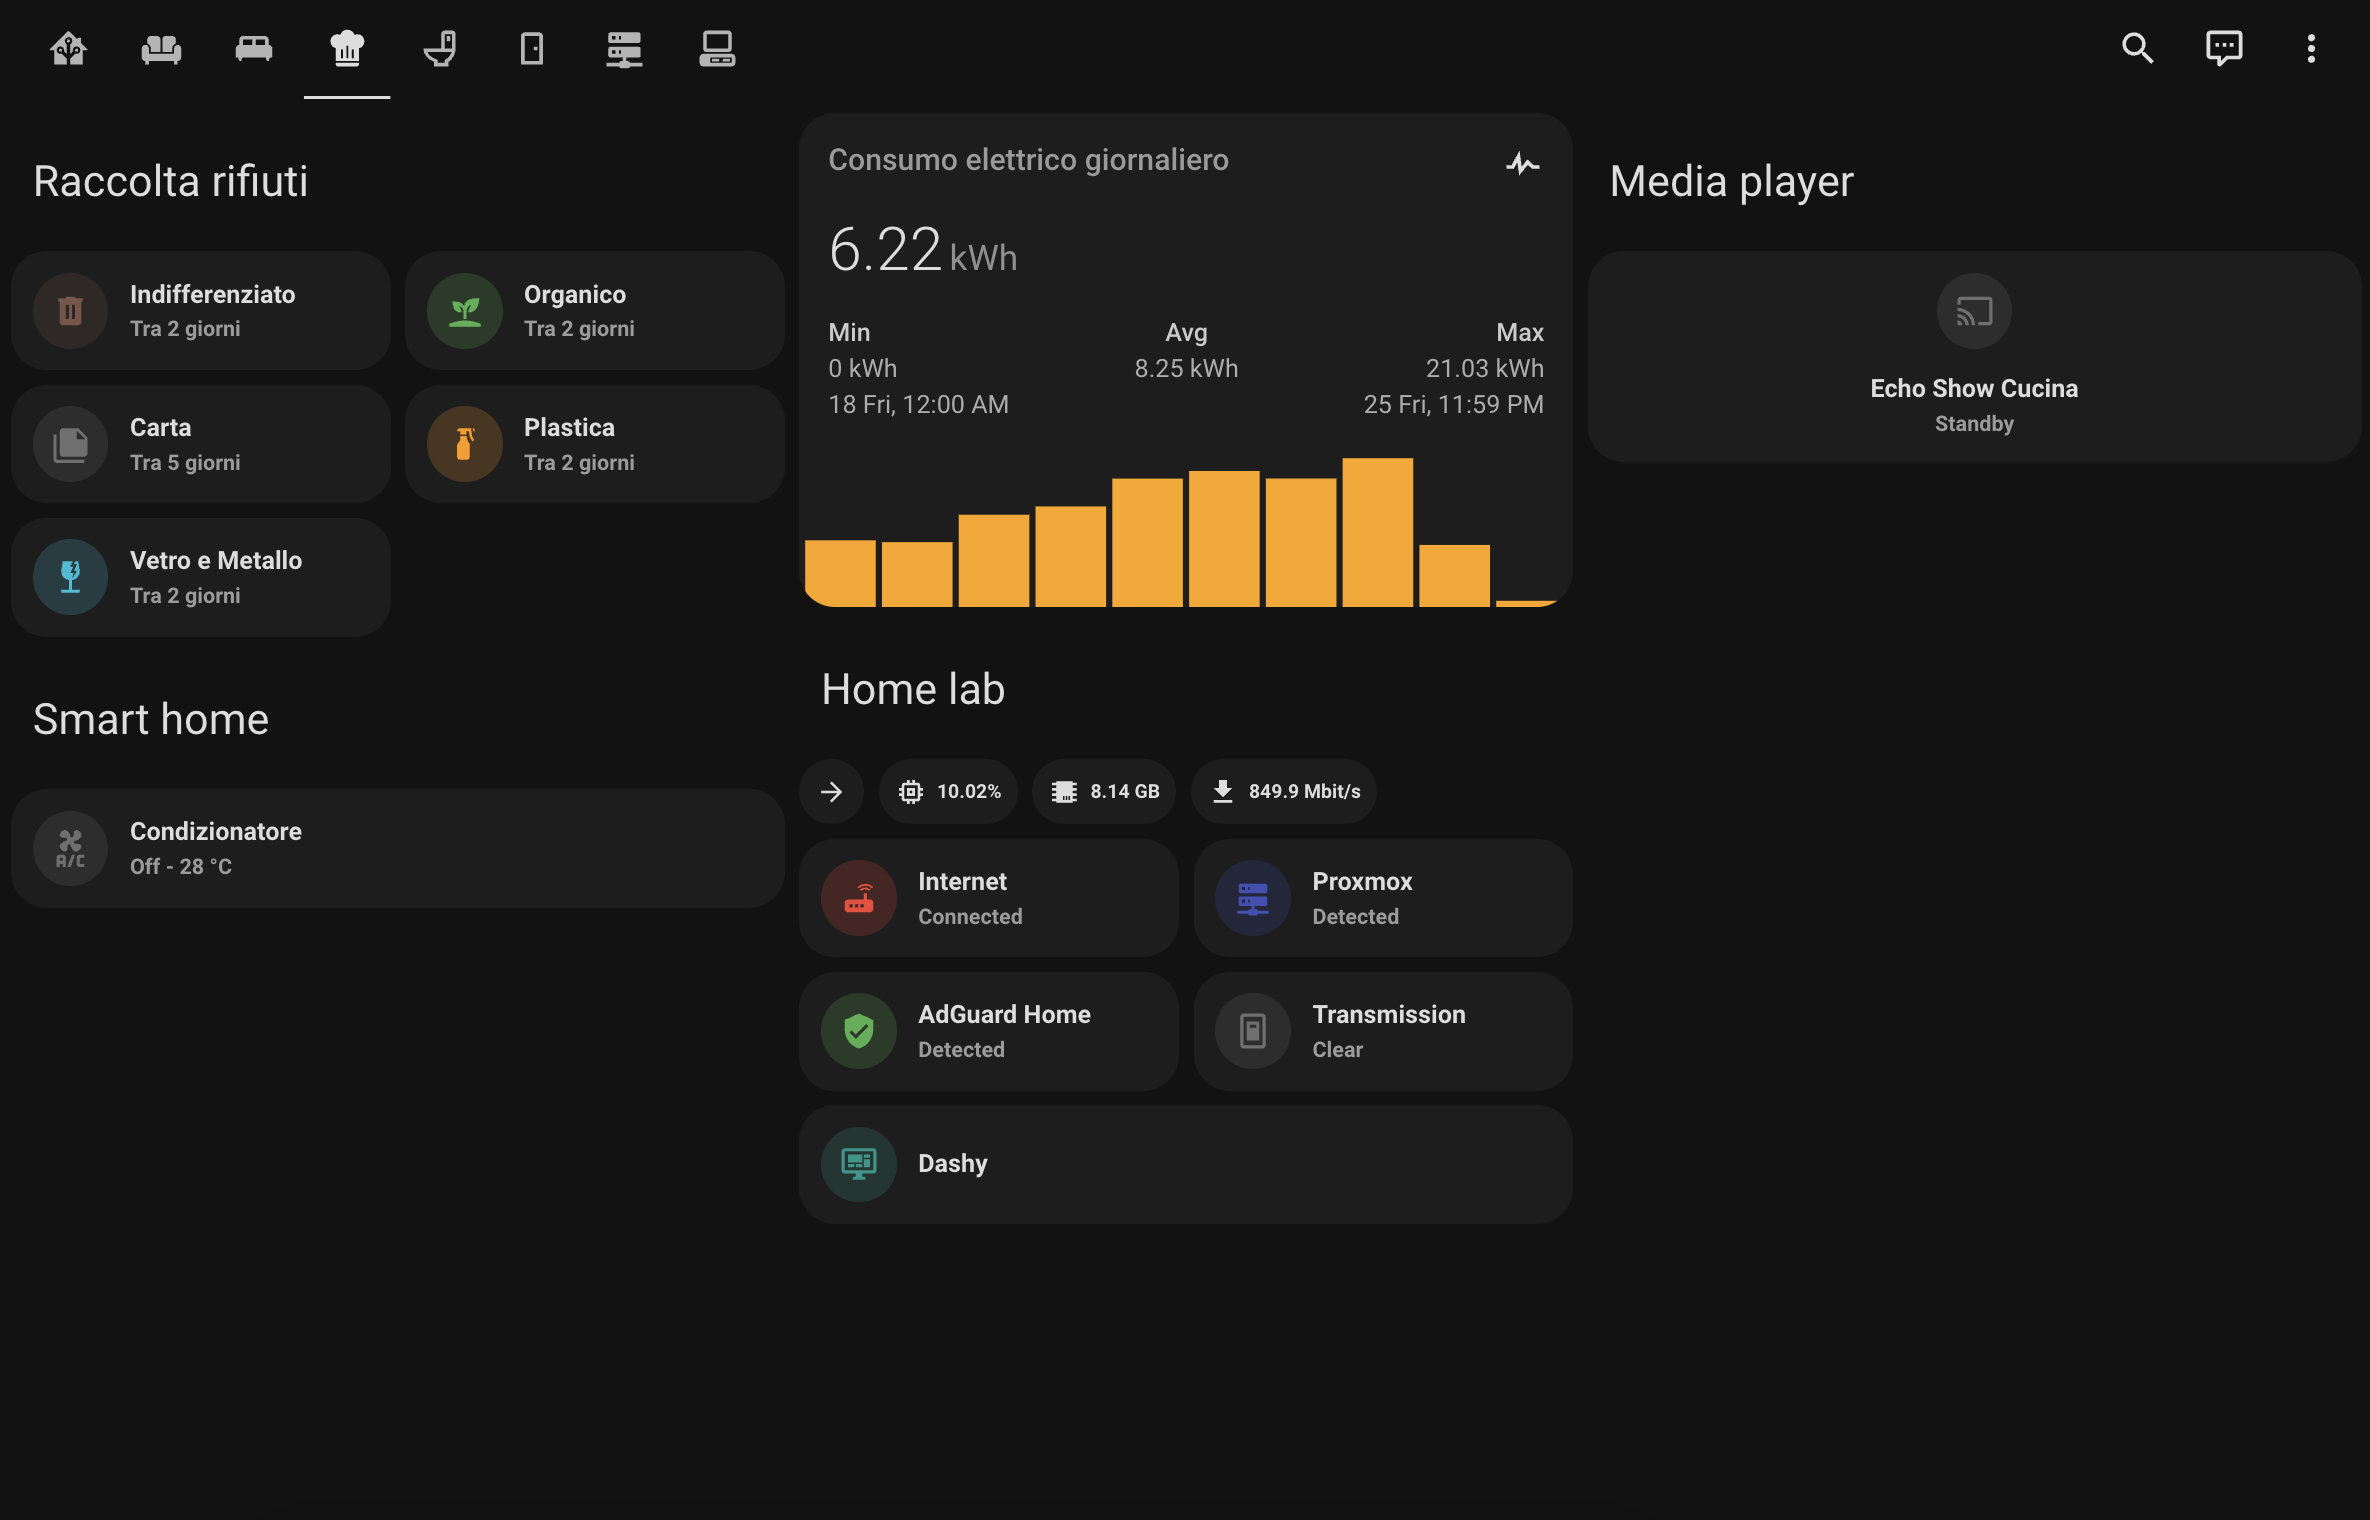 Raccolta rifiuti
Indifferenziato
Tra 2 giorni
Organico
Tra 2 giorni
Carta
Tra 5 giorni
Plastica
Tra 2 giorni
Vetro e Metallo
Tra 2 giorni
Smart home
A/C
Condizionatore
Off - 28 °C
Consumo elettrico giornaliero
6.22 kWh
Min Avg Max
0 kWh 8.25 kWh 21.03 kWh
18 Fri, 12:00 AM 25 Fri, 11:59 PM
Home lab
10.02% 8.14 GB 849.9 Mbit/s
Internet
Connected
Proxmox
Detected
AdGuard Home
Detected
Transmission
Clear
Dashy
Media player
Echo Show Cucina
Standby